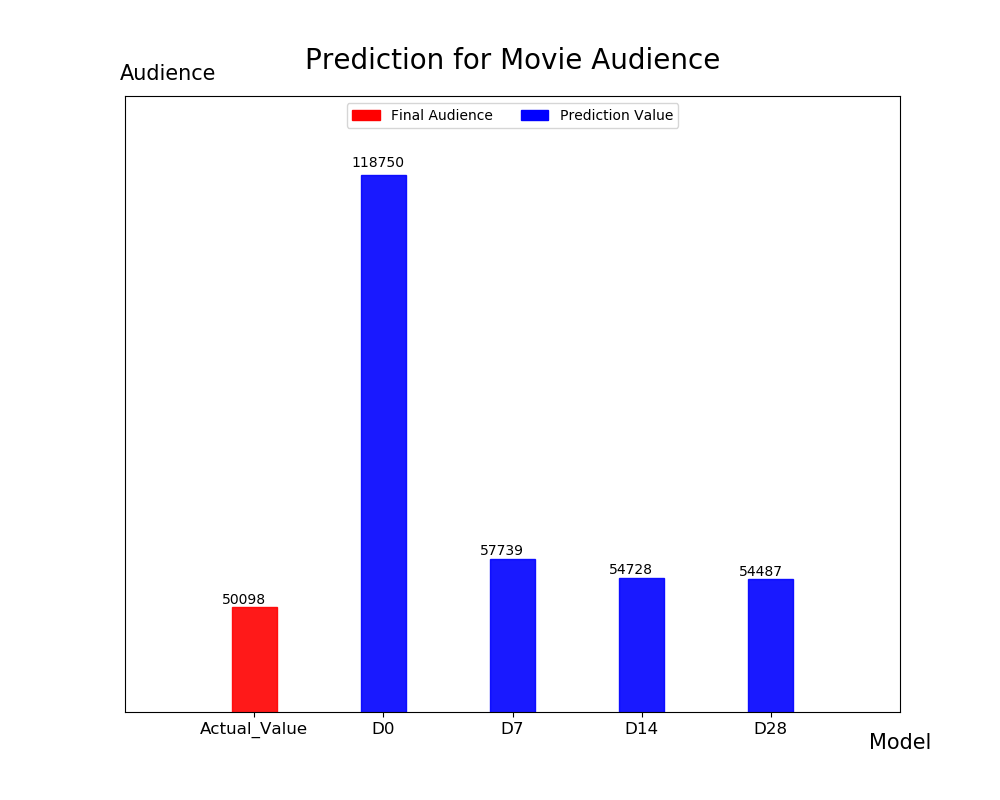 Prediction for Movie Audience
Audience
Final Audience Prediction Value
118750
57739
54728
54487
50098
Actual_Value D0 D7 D14 D28
Model